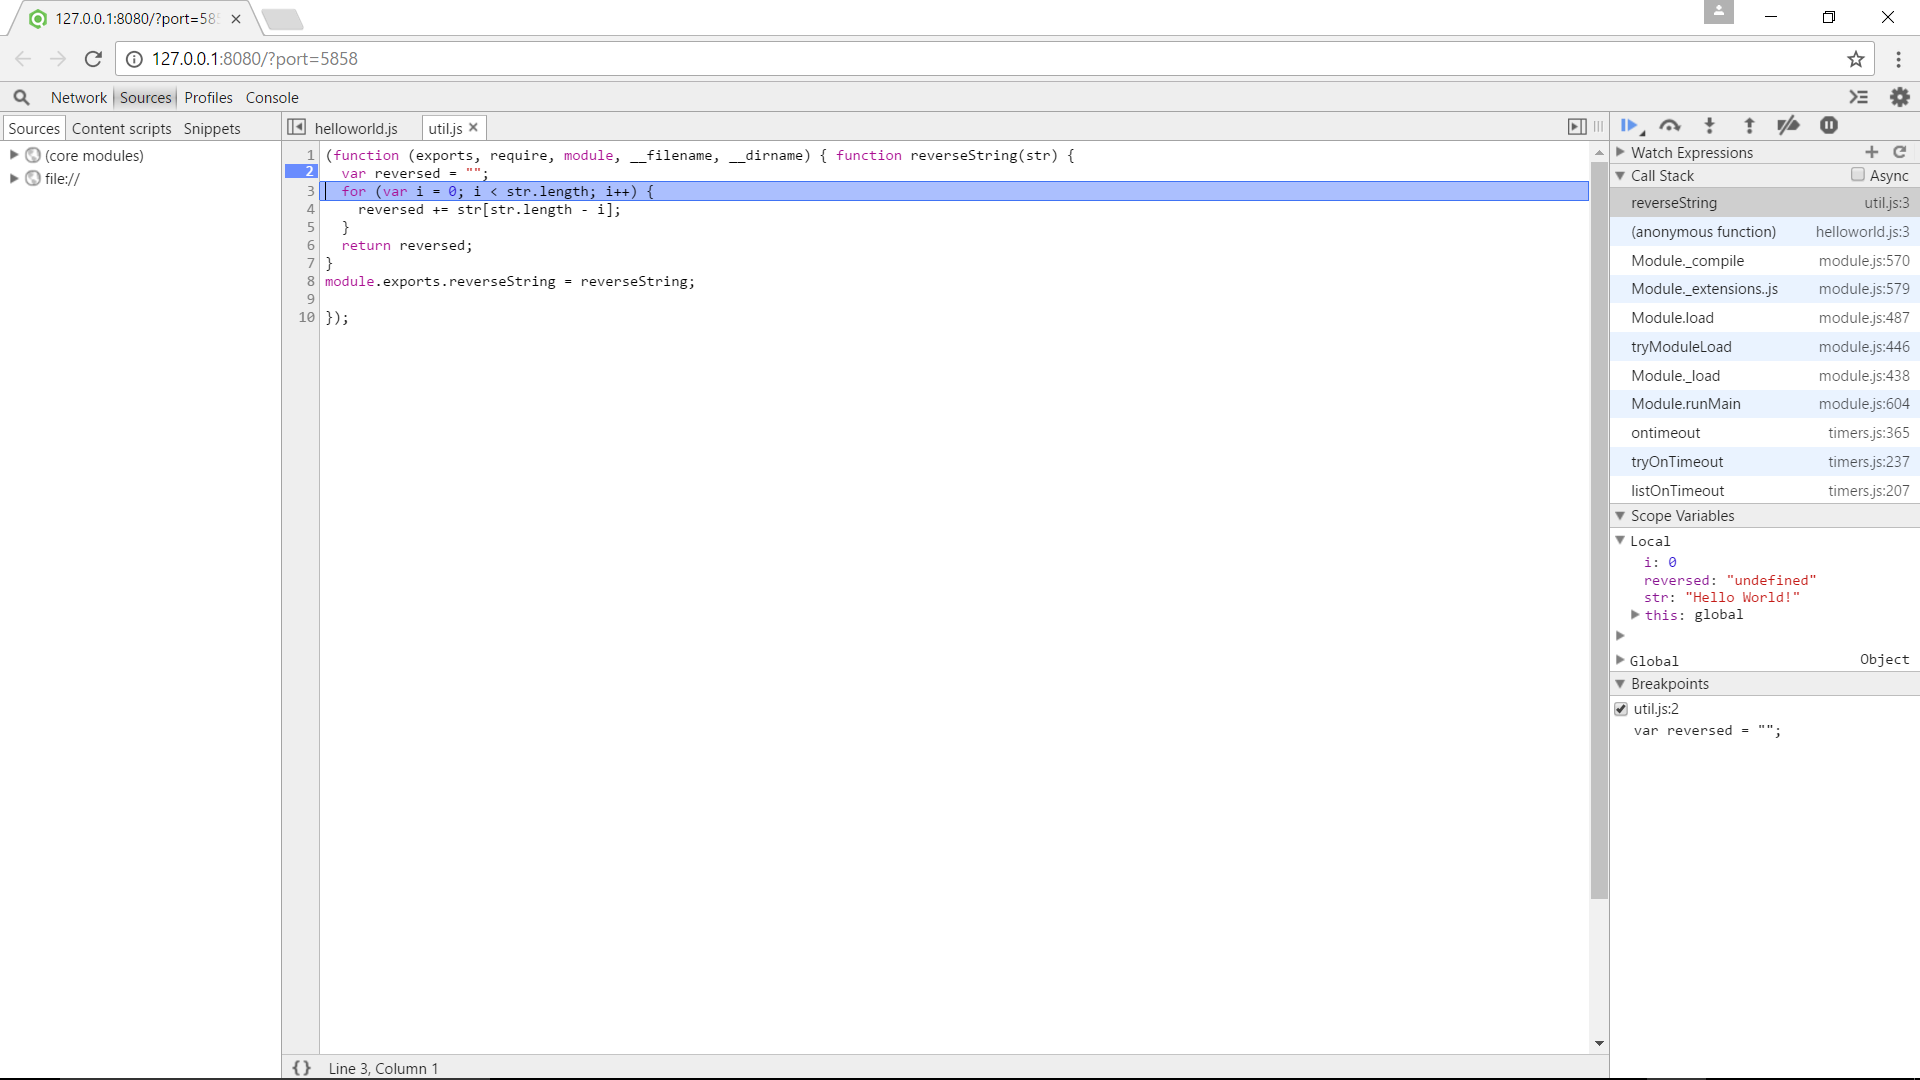 127.0.0.1:8080/?port=585
127.0.0.1:8080/?port=5858
Network Sources Profiles Console
Sources Content scripts Snippets
(core modules)
file://
helloworld.js util.js
1 (function (exports, require, module, __filename, __dirname) { function reverseString(str) {
2 var reversed = "";
3 for (var i = 0; i < str.length; i++) {
4 reversed += str[str.length - i];
5 }
6 return reversed;
7 }
8 module.exports.reverseString = reverseString;
9
10 });
{} Line 3, Column 1
Watch Expressions
Call Stack Async
reverseString util.js:3
(anonymous function) helloworld.js:3
Module._compile module.js:570
Module._extensions..js module.js:579
Module.load module.js:487
tryModuleLoad module.js:446
Module._load module.js:438
Module.runMain module.js:604
ontimeout timers.js:365
tryOnTimeout timers.js:237
listOnTimeout timers.js:207
Scope Variables
Local
i: 0
reversed: "undefined"
str: "Hello World!"
this: global
Global Object
Breakpoints
util.js:2
var reversed = "";